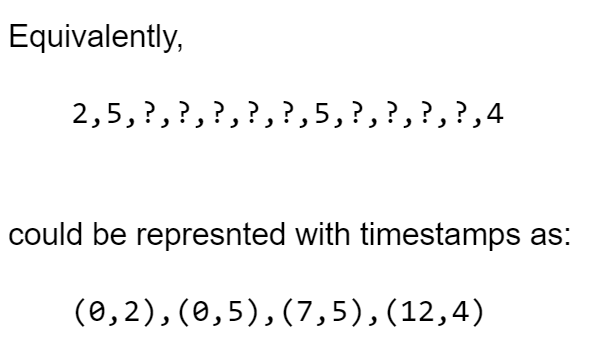 Equivalently,
2,5,?,?,?,?,?,5,?,?,?,?,4
could be represnted with timestamps as:
(0,2),(0,5),(7,5),(12,4)